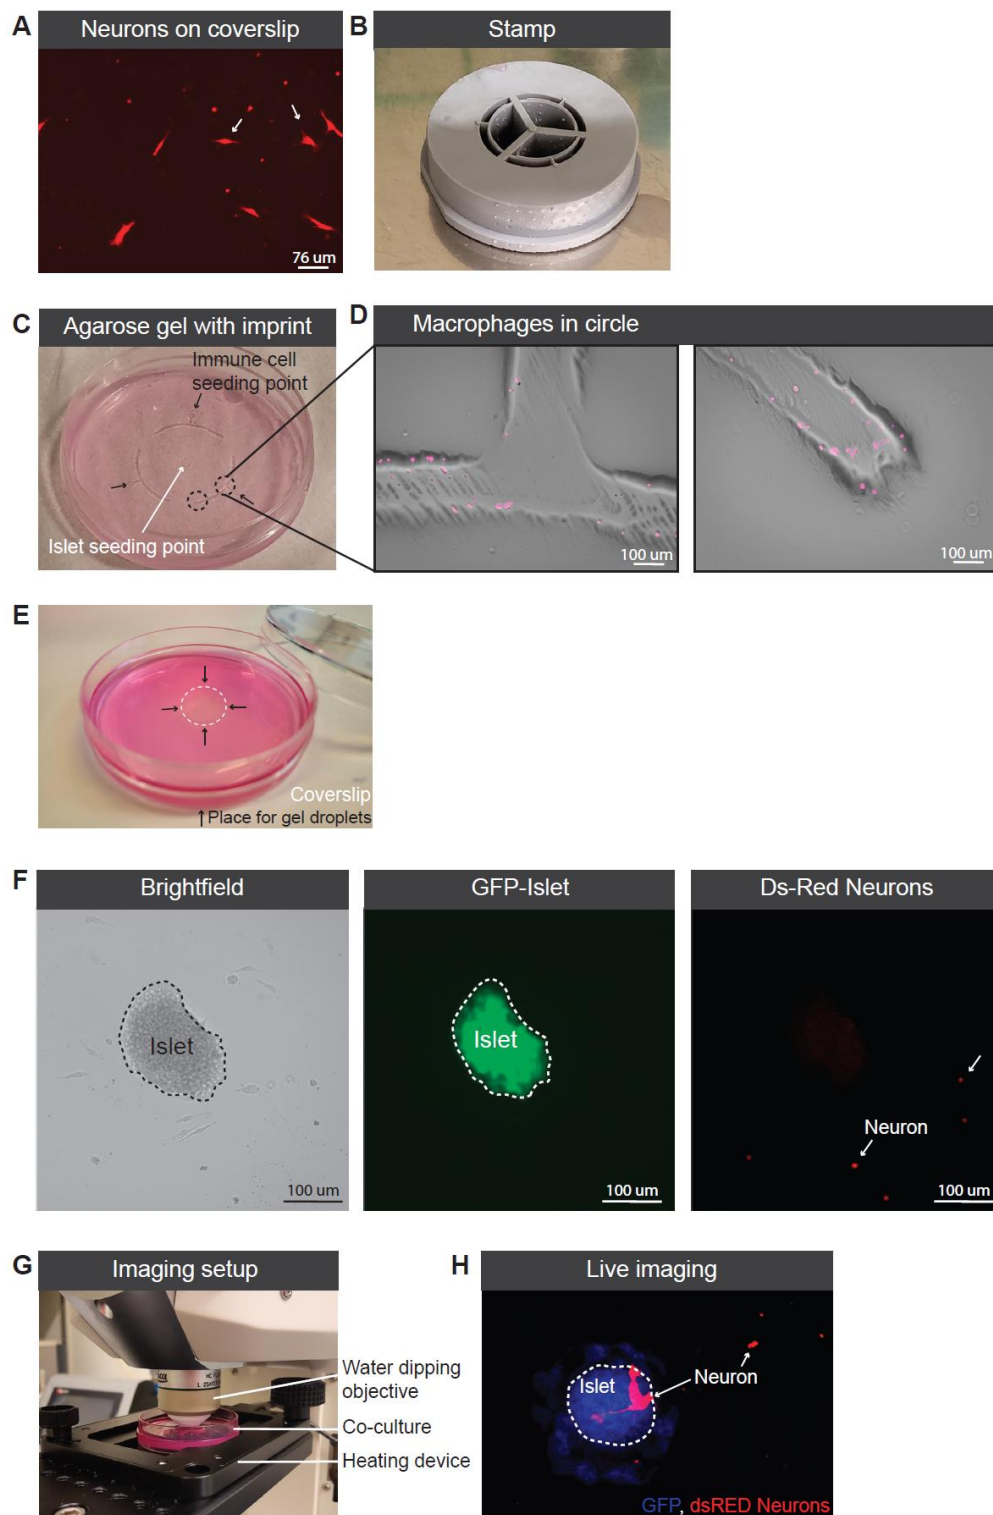 A
Neurons on coverslip
76 um
B
Stamp
C
Agarose gel with imprint
Immune cell
seeding point
Islet seeding point
D
Macrophages in circle
100 um
100 um
E
Coverslip
Place for gel droplets
F
Brightfield
Islet
100 um
GFP-Islet
Islet
100 um
Ds-Red Neurons
Neuron
100 um
G
Imaging setup
Water dipping
objective
Co-culture
Heating device
H
Live imaging
Islet
Neuron
GFP, dsRED Neurons